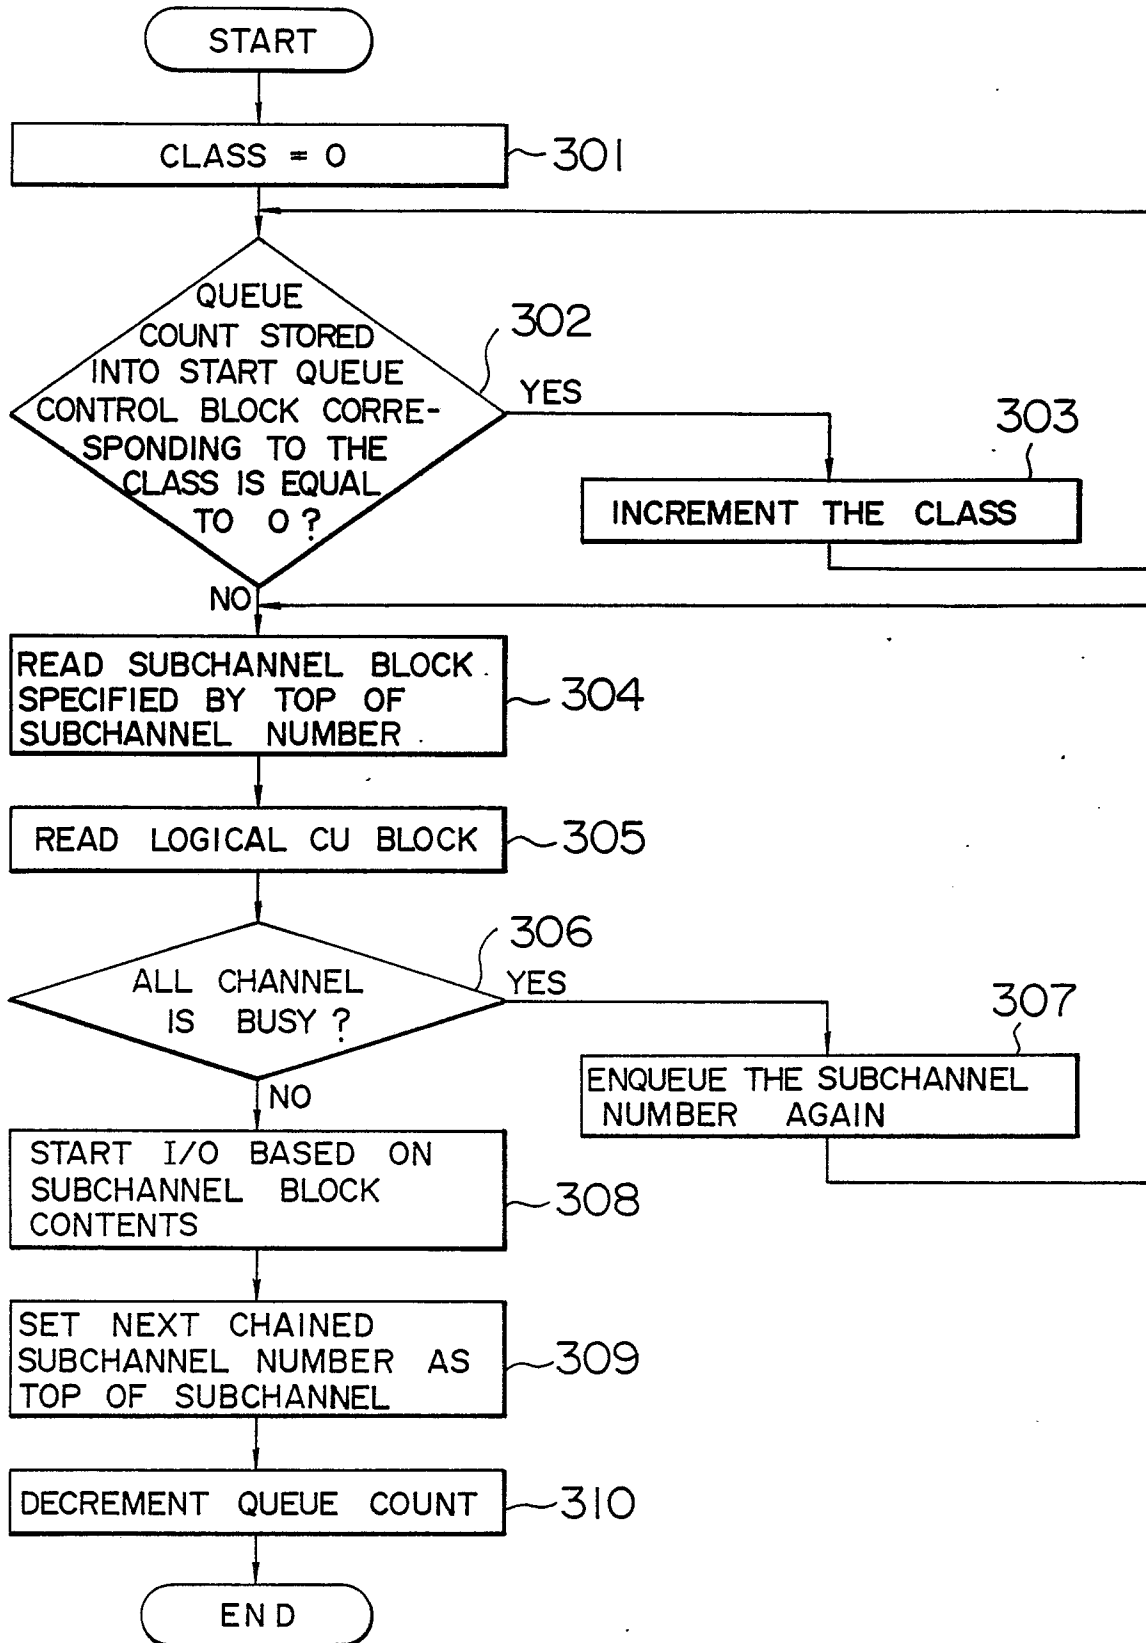 START
CLASS = 0
301
QUEUE
COUNT STORED
INTO START QUEUE
CONTROL BLOCK CORRE-
SPONDING TO THE
CLASS IS EQUAL
TO 0?
302
YES
303
INCREMENT THE CLASS
NO
READ SUBCHANNEL BLOCK
SPECIFIED BY TOP OF
SUBCHANNEL NUMBER
304
READ LOGICAL CU BLOCK
305
ALL CHANNEL
IS BUSY?
306
YES
307
ENQUEUE THE SUBCHANNEL
NUMBER AGAIN
NO
START I/O BASED ON
SUBCHANNEL BLOCK
CONTENTS
308
SET NEXT CHAINED
SUBCHANNEL NUMBER AS
TOP OF SUBCHANNEL
309
DECREMENT QUEUE COUNT
310
END